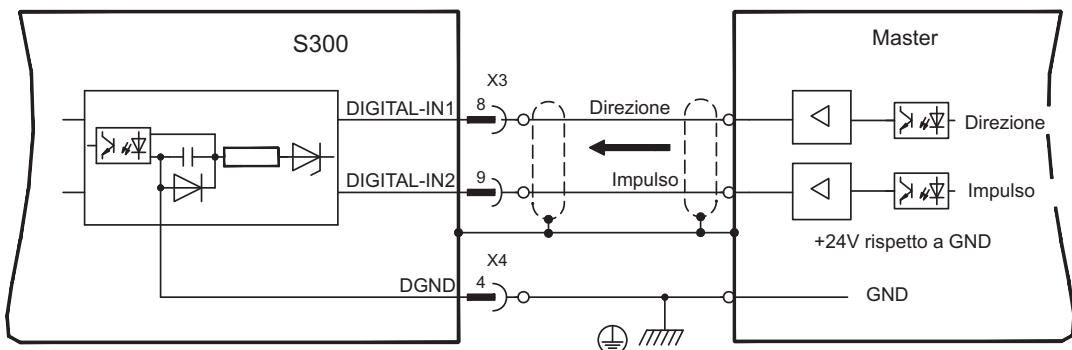 S300
Master
X3
DIGITAL-IN1
8
Direzione
Direzione
DIGITAL-IN2
9
Impulso
Impulso
+24V rispetto a GND
X4
DGND
4
GND